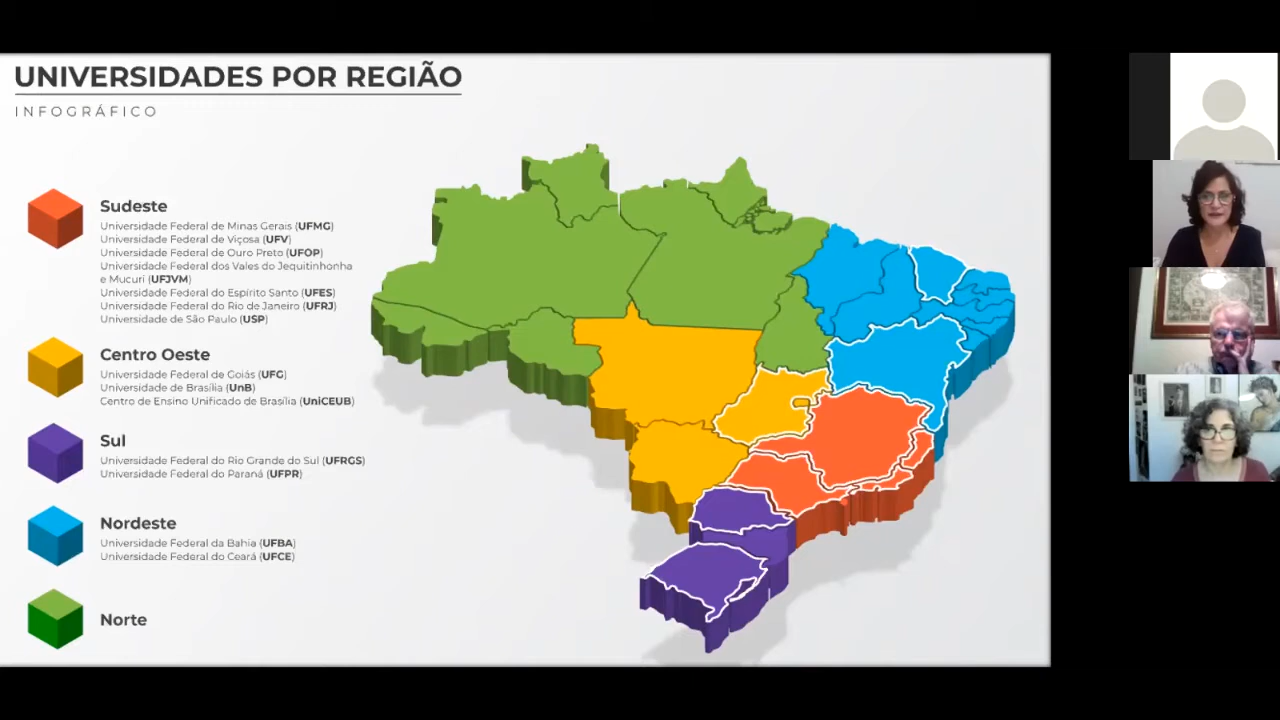 UNIVERSIDADES POR REGIÃO
INFOGRÁFICO
Sudeste
Universidade Federal de Minas Gerais (UFMG)
Universidade Federal de Viçosa (UFV)
Universidade Federal de Ouro Preto (UFOP)
Universidade Federal dos Vales do Jequitinhonha
e Mucuri (UFJVM)
Universidade Federal do Espírito Santo (UFES)
Universidade Federal do Rio de Janeiro (UFRJ)
Universidade de São Paulo (USP)
Centro Oeste
Universidade Federal de Goiás (UFG)
Universidade de Brasília (UnB)
Centro de Ensino Unificado de Brasília (UniCEUB)
Sul
Universidade Federal do Rio Grande do Sul (UFRGS)
Universidade Federal do Paraná (UFPR)
Nordeste
Universidade Federal da Bahia (UFBA)
Universidade Federal do Ceará (UFCE)
Norte